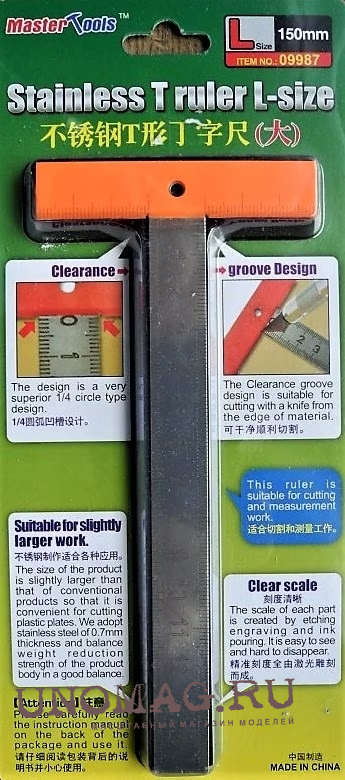 MasterTools™
L Size 150mm
ITEM NO.: 09987
Stainless T ruler L-size
不锈钢T形丁字尺(大)
Clearance
groove Design
0
1
2 3
The design is a very
superior 1/4 circle type
design.
1/4圆弧凹槽设计。
The Clearance groove
design is suitable for
cutting with a knife from
the edge of material.
可干净顺利切割。
This ruler is
suitable for cutting
and measurement
work.
适合切割和测量工作。
Suitable for slightly
larger work.
不锈钢制作适合各种应用。
The size of the product
is slightly larger than
that of conventional
products so that it is
convenient for cutting
plastic plates. We adopt
stainless steel of 0.7mm
thickness and balance
weight reduction
strength of the product
body in a good balance.
Clear scale
刻度清晰
The scale of each part
is created by etching
engraving and ink
pouring. It is easy to see
and hard to disappear.
精准刻度全由激光雕刻
而成。
UNOMAG.RU
[Attention] 注意
Please carefully read
the instruction manual
on the back of the
package and use it.
请仔细阅读包装背后的说
明书并小心使用。
中国制造
MADE IN CHINA